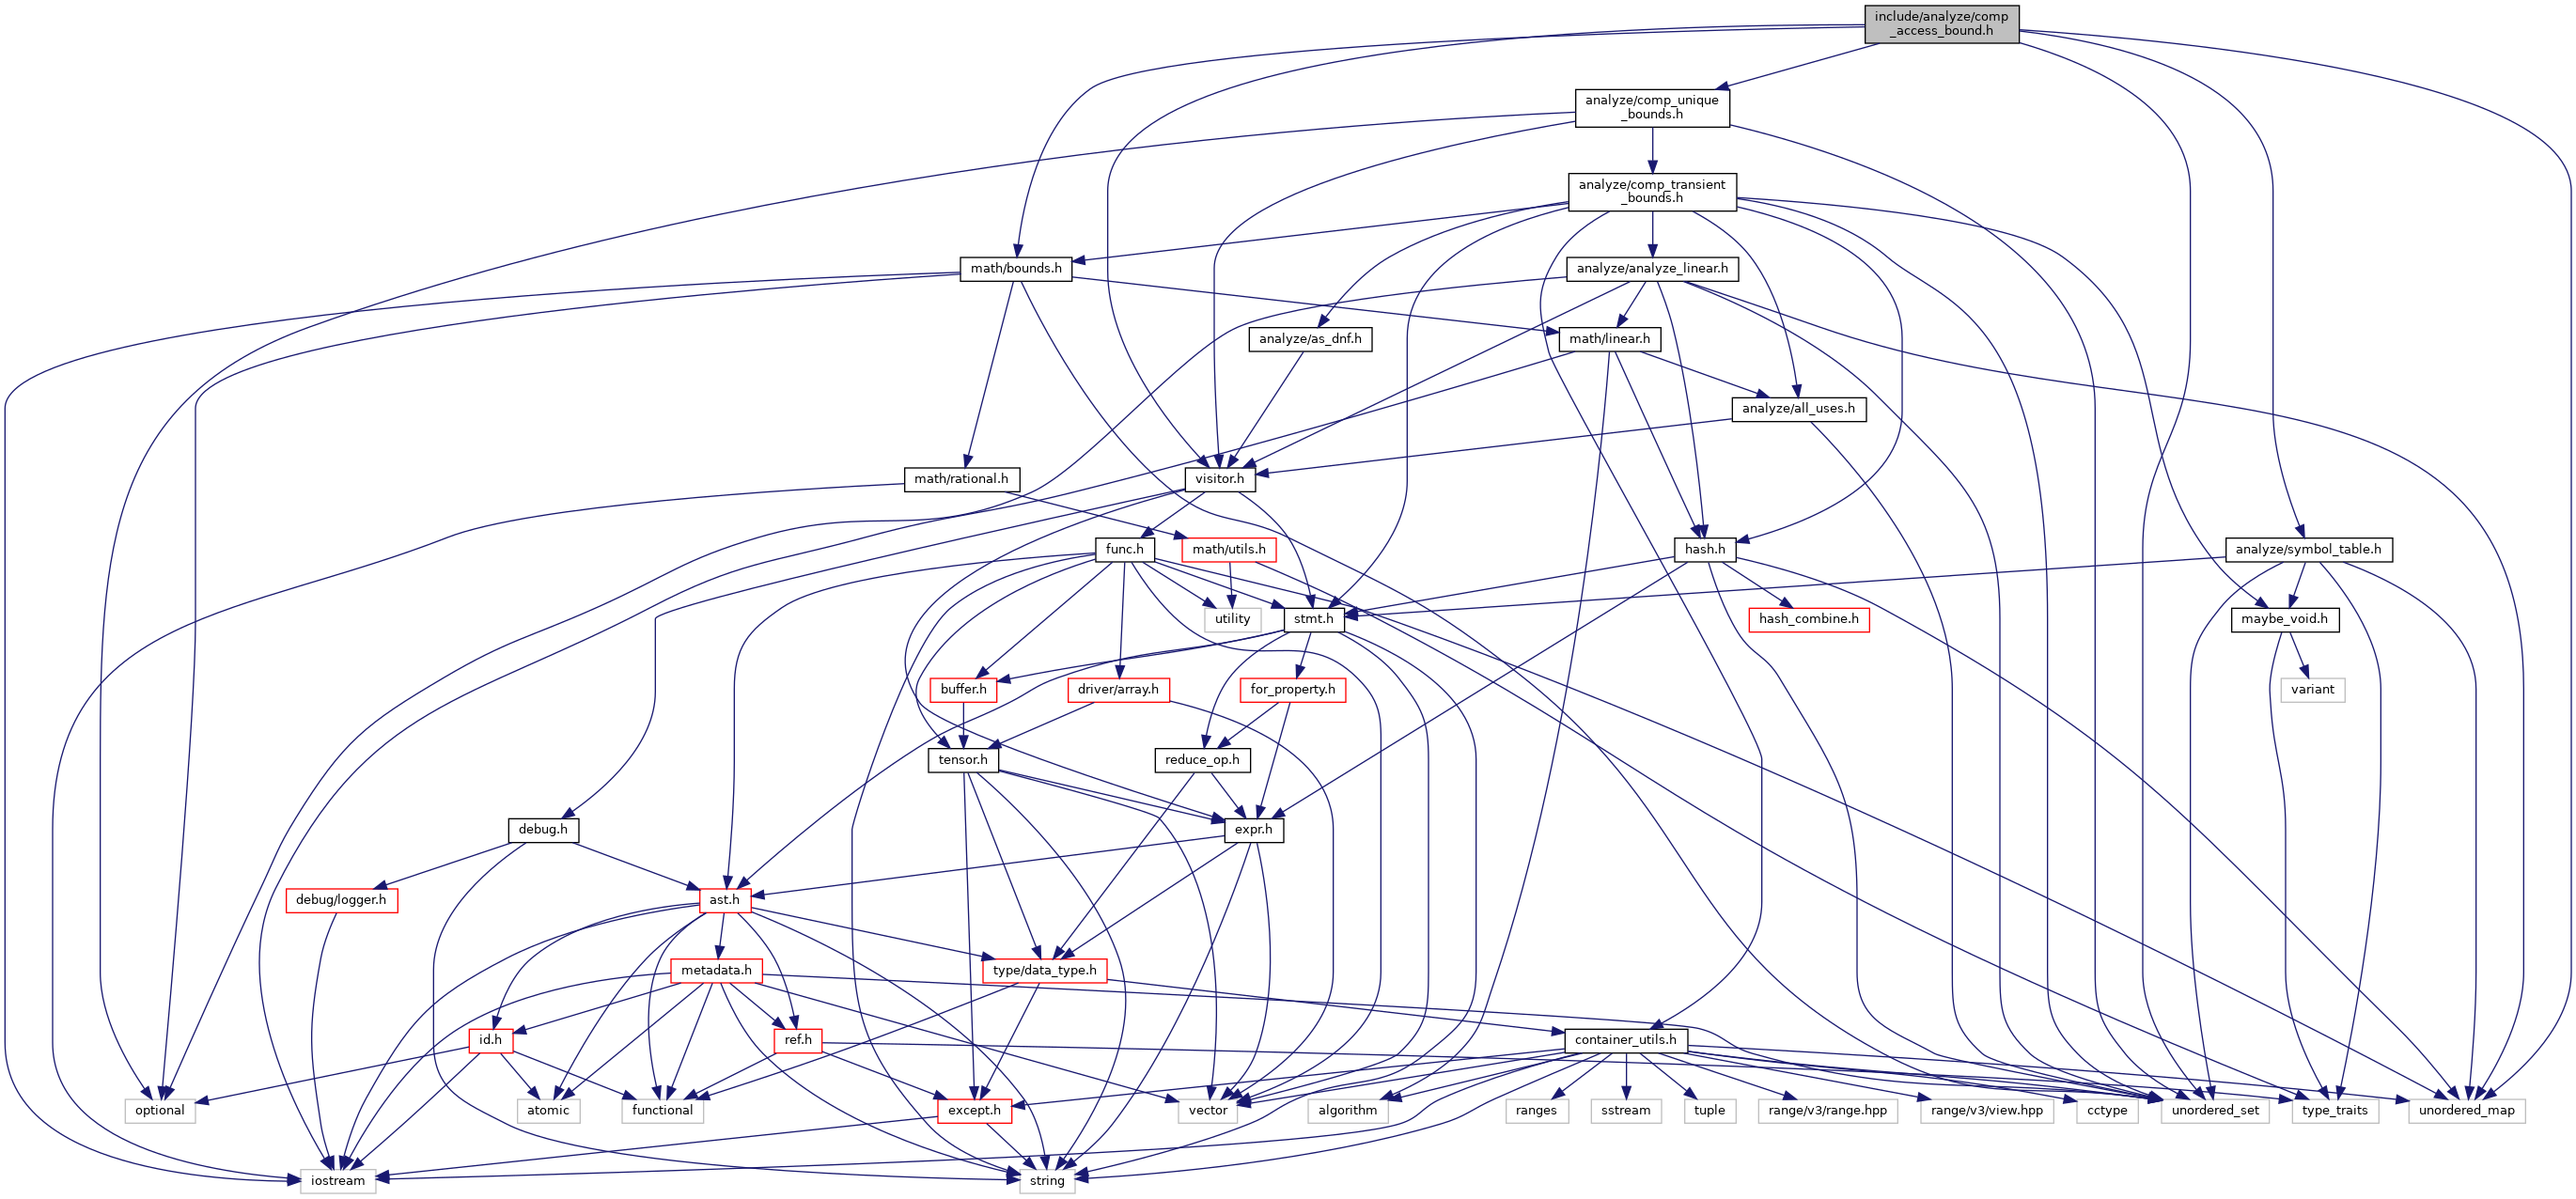 include/analyze/comp
_access_bound.h
analyze/comp_unique
_bounds.h
analyze/comp_transient
_bounds.h
math/bounds.h
analyze/analyze_linear.h
analyze/as_dnf.h
math/linear.h
analyze/all_uses.h
math/rational.h
visitor.h
func.h
math/utils.h
hash.h
analyze/symbol_table.h
utility
stmt.h
hash_combine.h
maybe_void.h
buffer.h
driver/array.h
for_property.h
variant
tensor.h
reduce_op.h
debug.h
expr.h
debug/logger.h
ast.h
metadata.h
type/data_type.h
id.h
ref.h
container_utils.h
optional
atomic
functional
except.h
vector
algorithm
ranges
sstream
tuple
range/v3/range.hpp
range/v3/view.hpp
cctype
unordered_set
type_traits
unordered_map
iostream
string